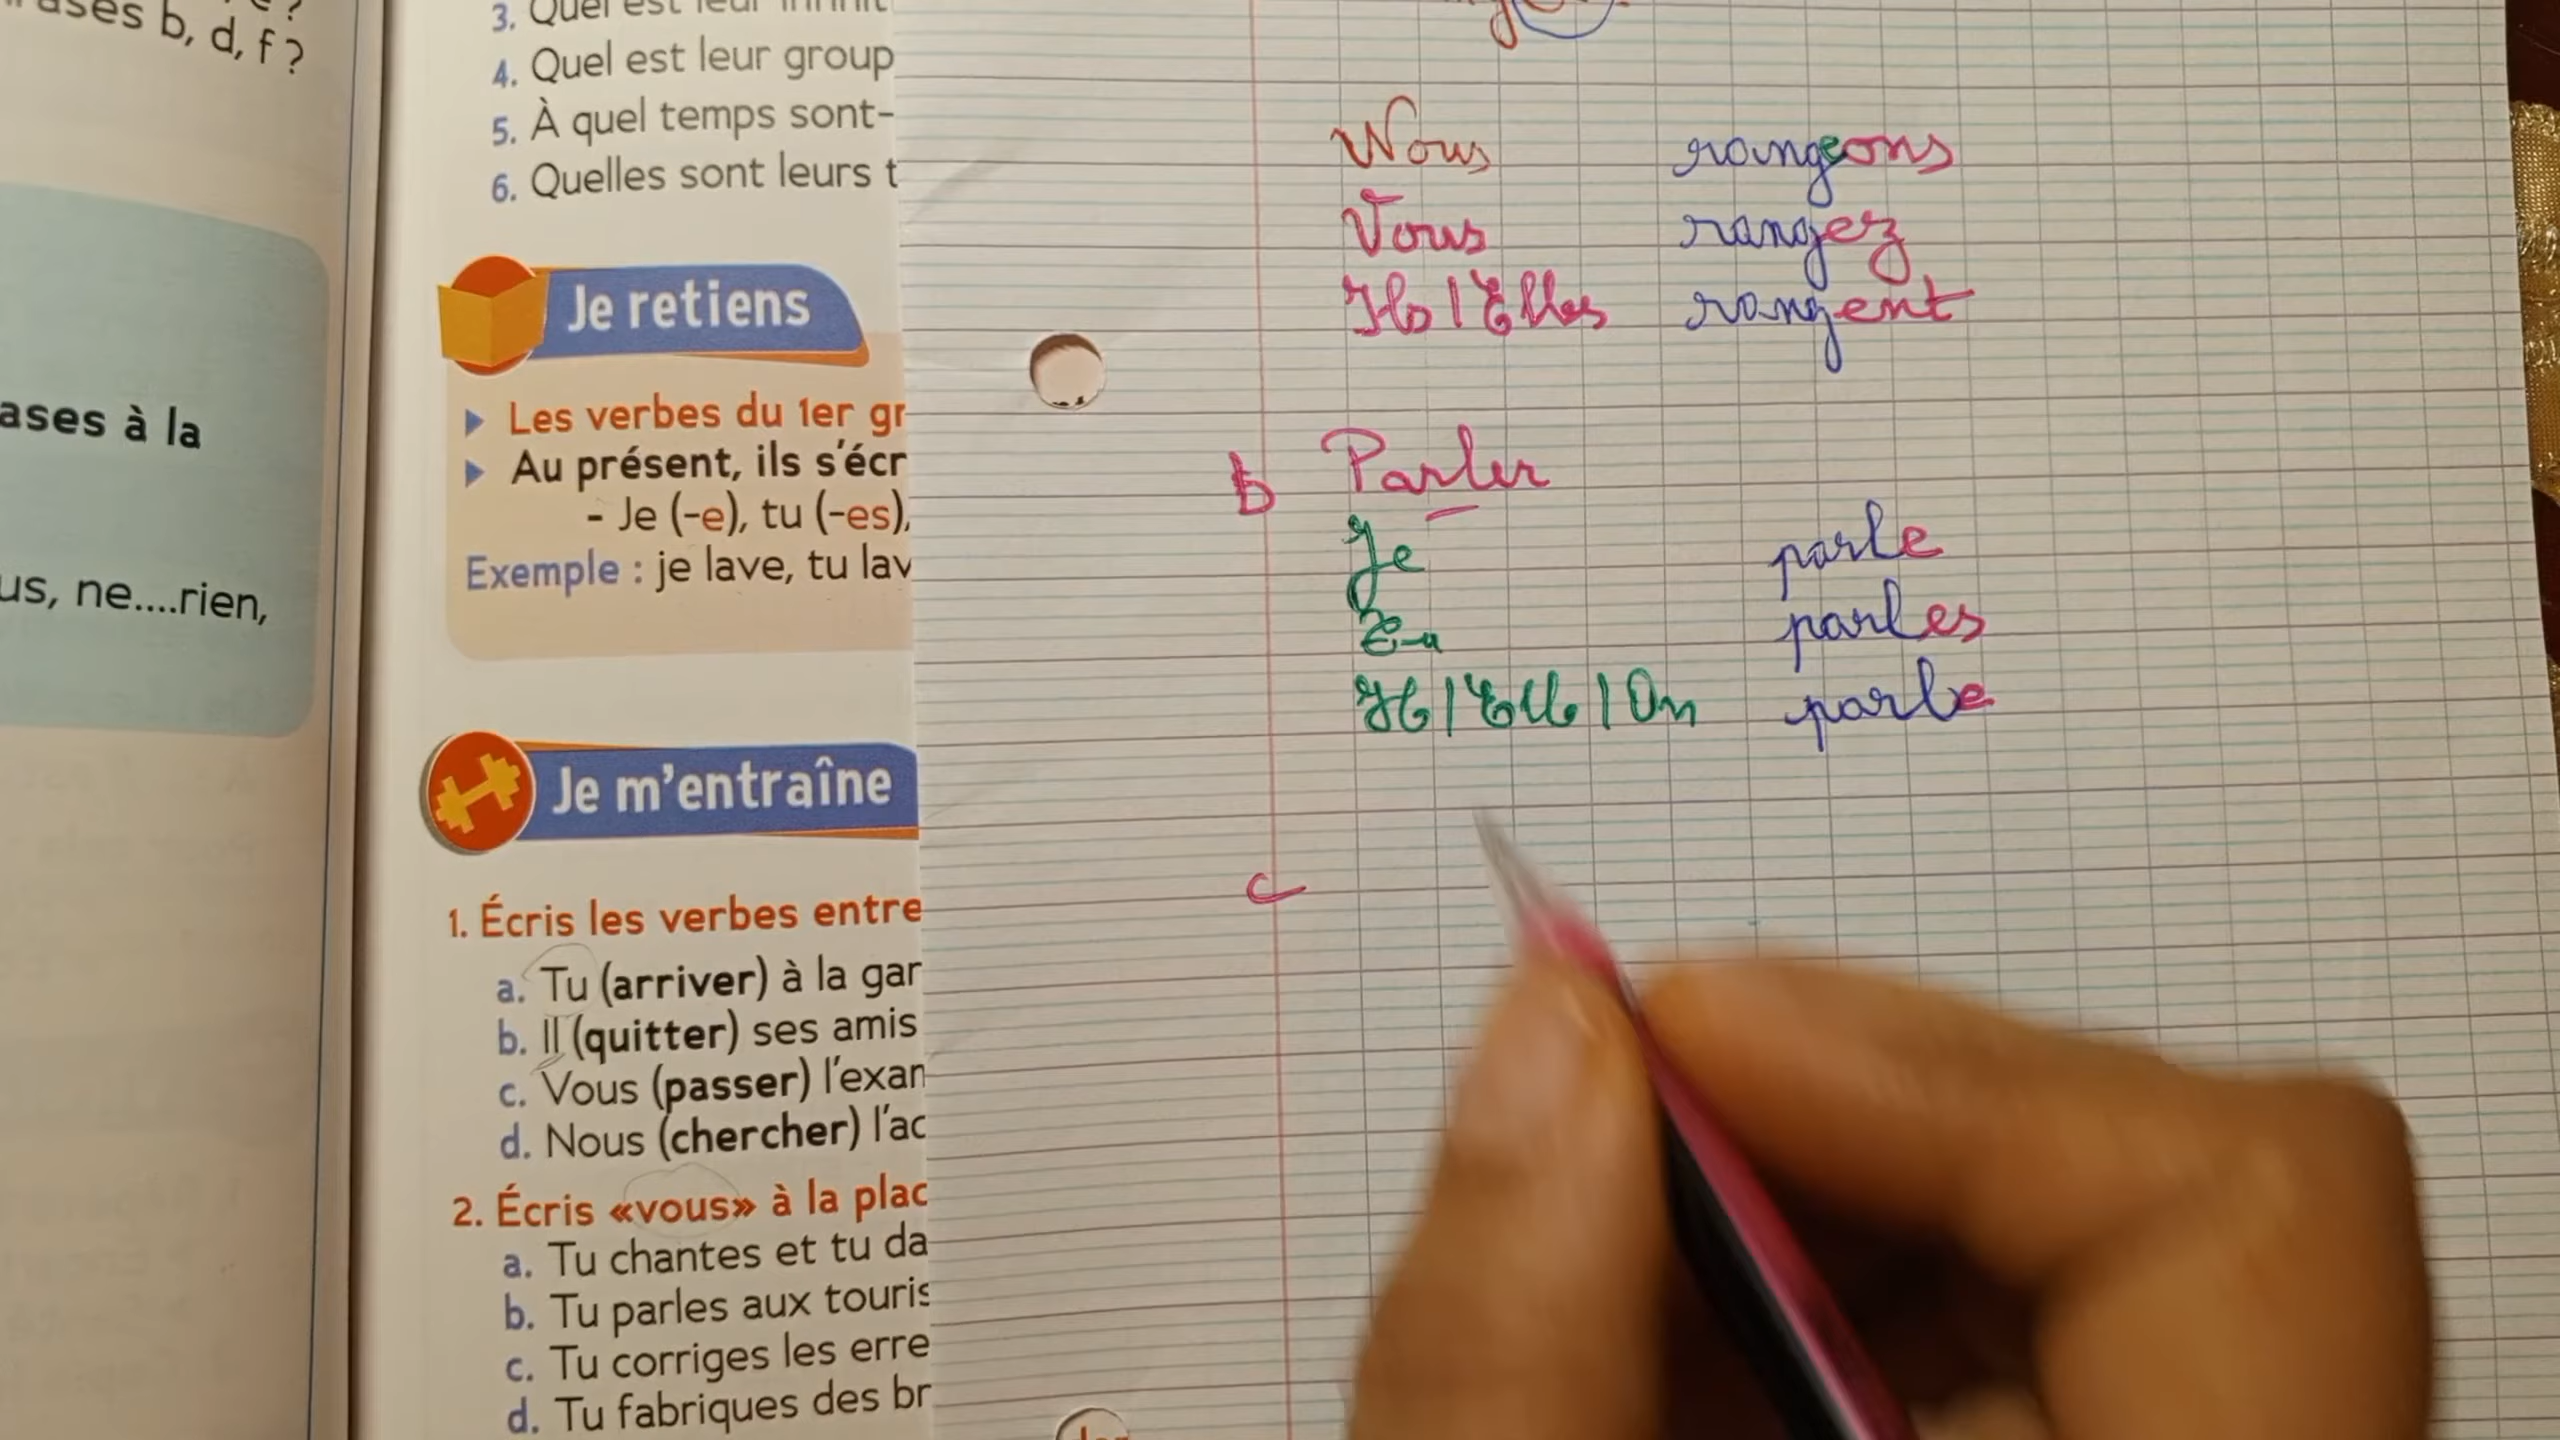 ases b, d, f ?
3. Quel est leur infinit
4. Quel est leur group
5. À quel temps sont-
6. Quelles sont leurs t
ases à la
us, ne....rien,
Je retiens
Les verbes du 1er gr
Au présent, ils s'écr
- Je (-e), tu (-es),
Exemple : je lave, tu lav
Je m'entraîne
1. Écris les verbes entre
a. Tu (arriver) à la gar
b. Il (quitter) ses amis
c. Vous (passer) l'exam
d. Nous (chercher) l'ac
2. Écris «vous» à la plac
a. Tu chantes et tu da
b. Tu parles aux touris
c. Tu corriges les erre
d. Tu fabriques des br
Nous rangeons
Vous rangez
Ils / Elles rangent
b Parler
Je parle
Tu parles
Il / Elle / On parle
c